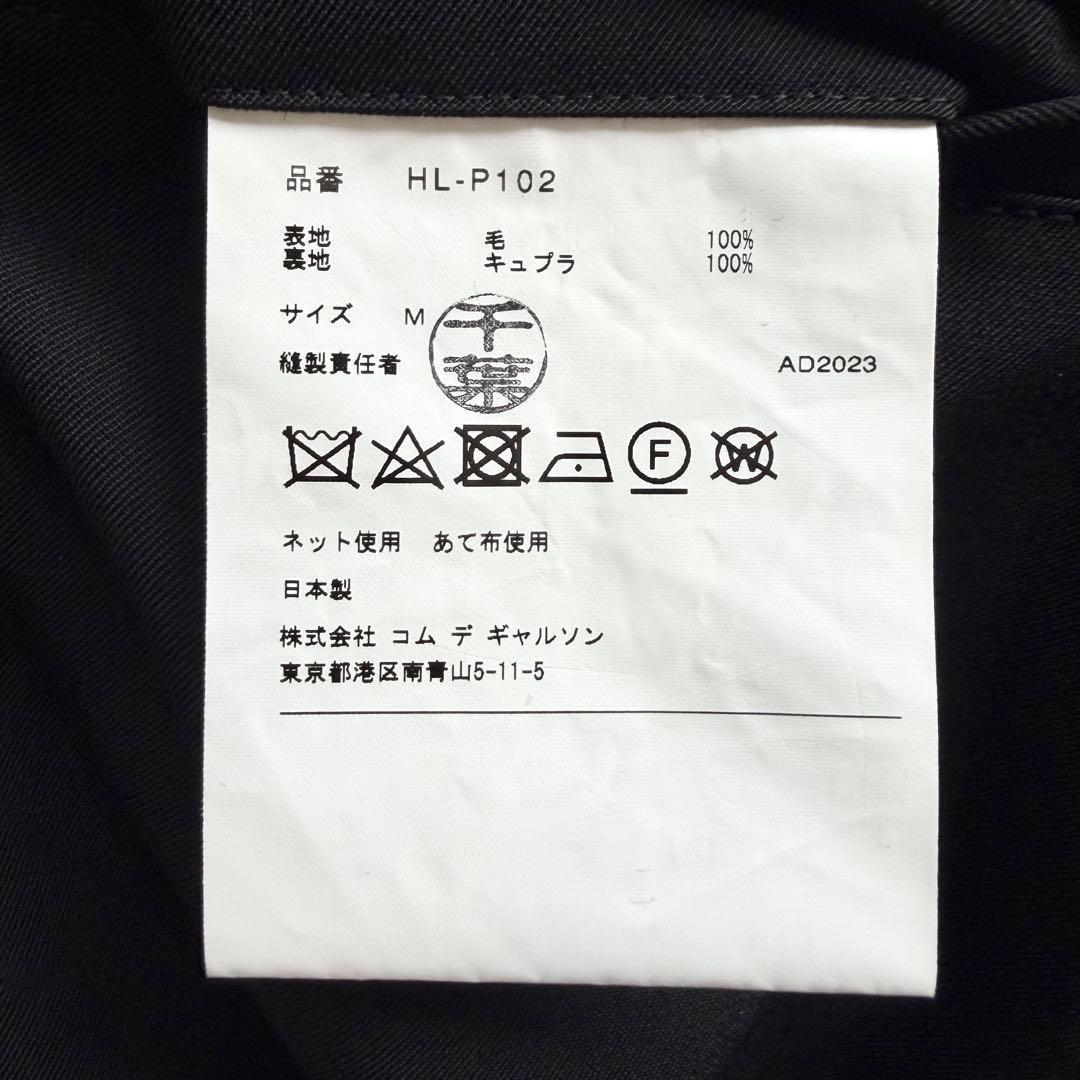 品番 HL-P102
表地 毛 100%
裏地 キュプラ 100%
サイズ M
千葉
縫製責任者 AD2023
F W
ネット使用 あて布使用
日本製
株式会社 コム デ ギャルソン
東京都港区南青山5-11-5